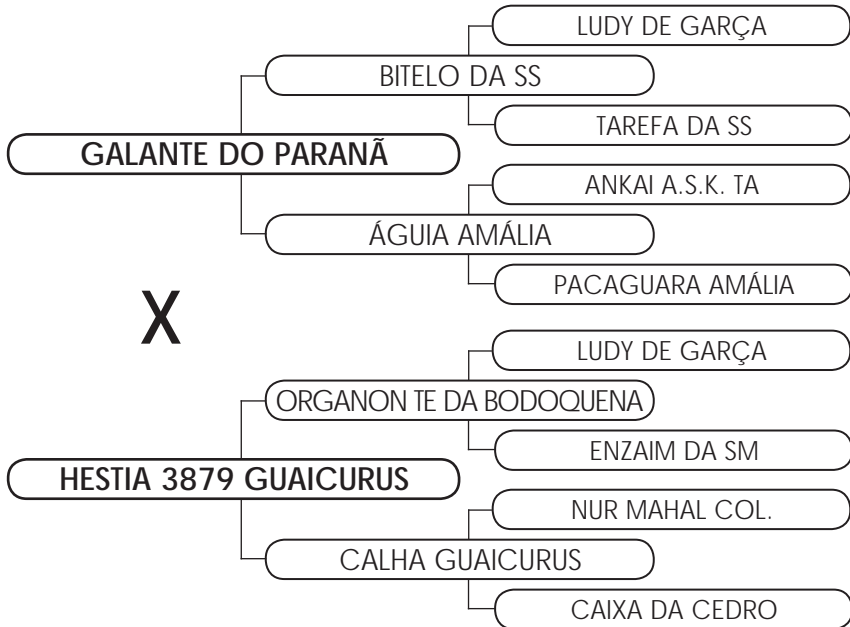 LUDY DE GARÇA
BITELO DA SS
TAREFA DA SS
GALANTE DO PARANÃ
ANKAI A.S.K. TA
ÁGUIA AMÁLIA
PACAGUARA AMÁLIA
X
LUDY DE GARÇA
ORGANON TE DA BODOQUENA
ENZAIM DA SM
HESTIA 3879 GUAICURUS
NUR MAHAL COL.
CALHA GUAICURUS
CAIXA DA CEDRO